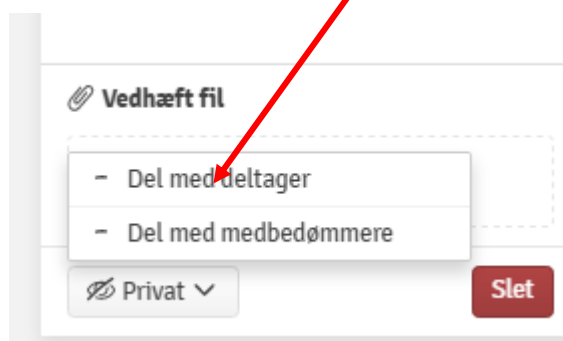 Vedhæft fil
- Del med deltager
- Del med medbedømmere
Privat
Slet